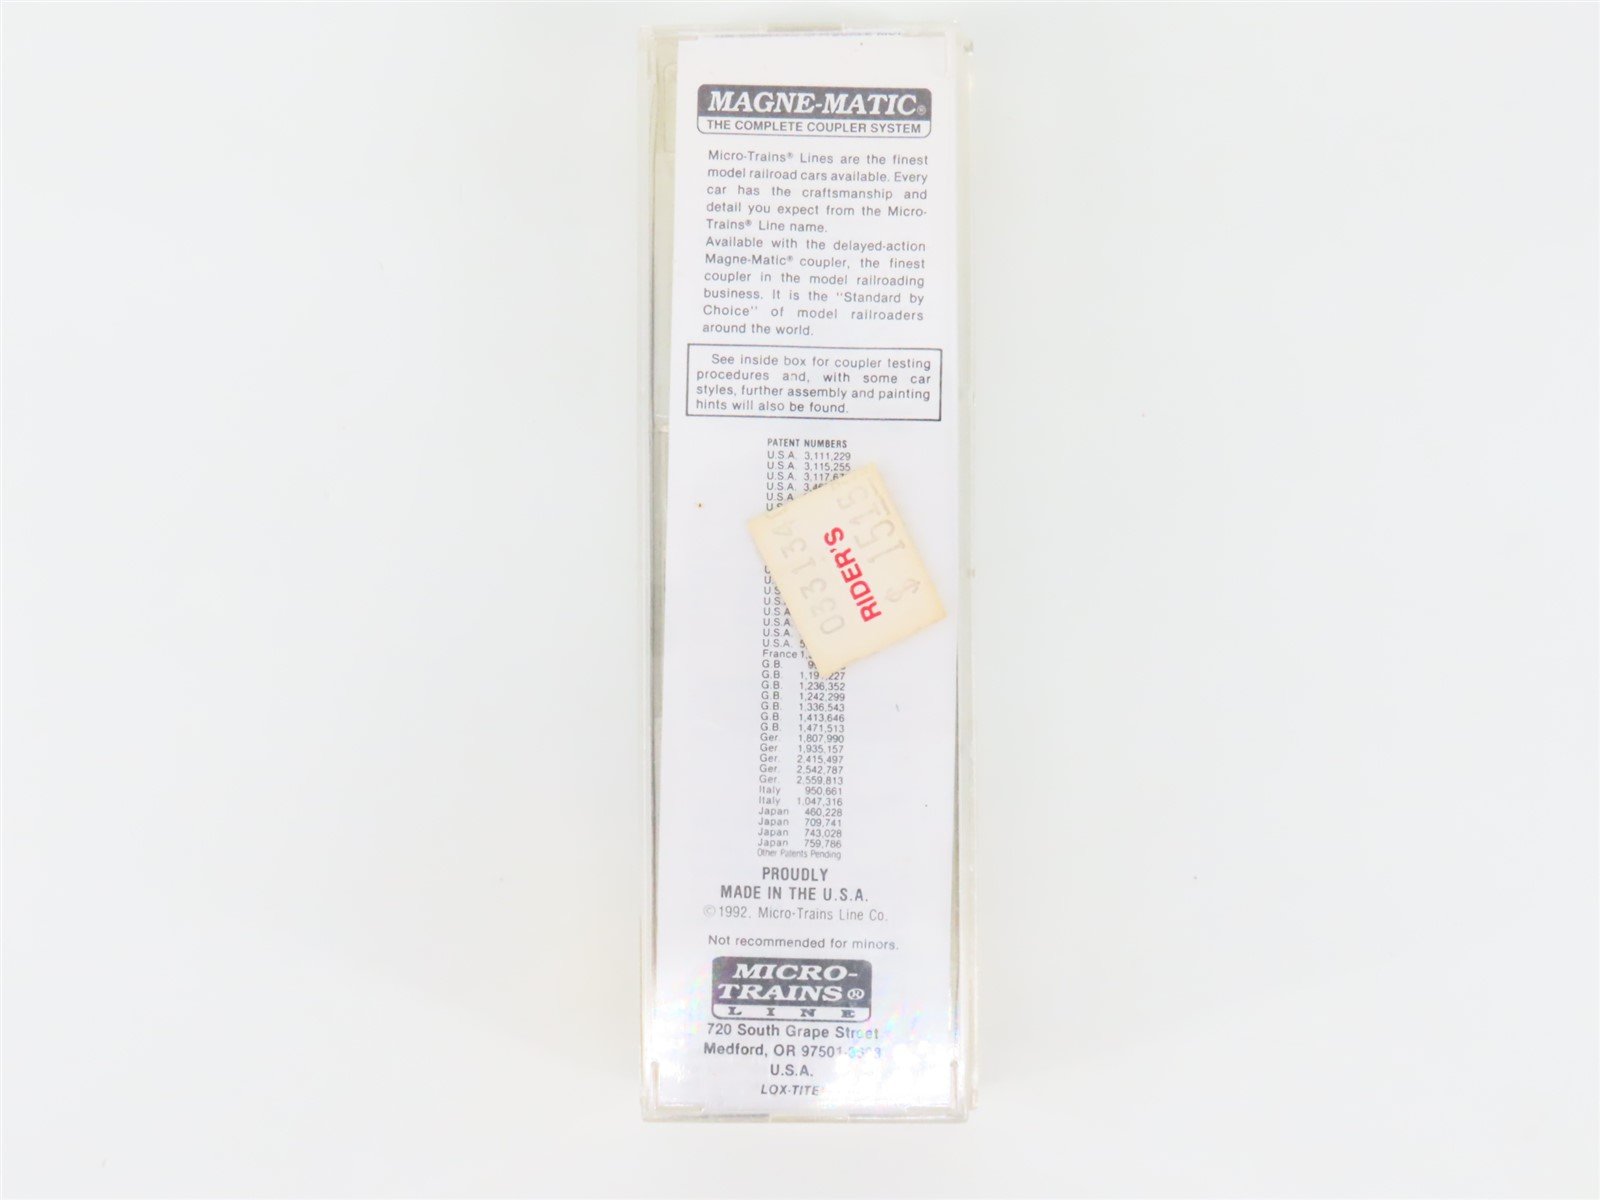 MAGNE-MATIC®
THE COMPLETE COUPLER SYSTEM
Micro-Trains® Lines are the finest
model railroad cars available. Every
car has the craftsmanship and
detail you expect from the Micro-
Trains® Line name.
Available with the delayed-action
Magne-Matic® coupler, the finest
coupler in the model railroading
business. It is the "Standard by
Choice" of model railroaders
around the world.
See inside box for coupler testing
procedures and, with some car
styles, further assembly and painting
hints will also be found.
PATENT NUMBERS
U.S.A. 3,111,229
U.S.A. 3,115,255
U.S.A.
U.S.A.
U.S.A.
RIDER'S
033134
$ 1515
U.S.A.
U.S.A.
U.S.A.
U.S.A.
France
G.B.
G.B.
G.B. 1,236,352
G.B. 1,242,299
G.B. 1,336,543
G.B. 1,413,646
G.B. 1,471,513
Ger. 1,807,990
Ger. 1,935,157
Ger. 2,415,497
Ger. 2,542,787
Ger. 2,559,813
Italy 950,661
Italy 1,047,316
Japan 460,228
Japan 709,741
Japan 743,028
Japan 759,786
Other Patents Pending
PROUDLY
MADE IN THE U.S.A.
©1992, Micro-Trains Line Co.
Not recommended for minors.
MICRO-
TRAINS®
LINE
720 South Grape Street
Medford, OR
U.S.A.
LOX-TITE